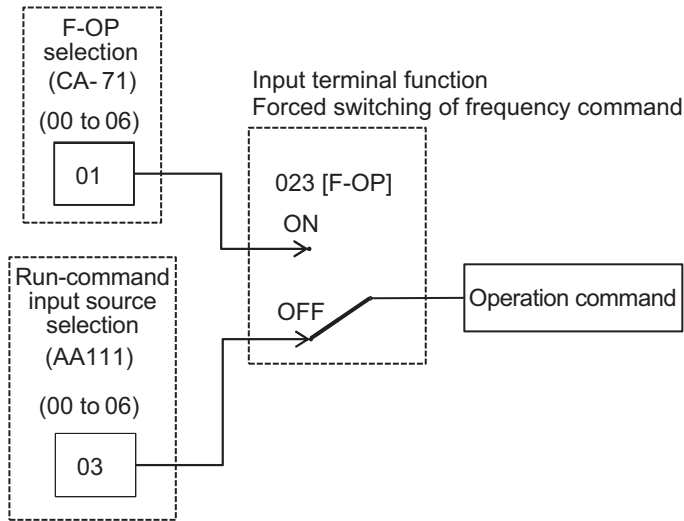 F-OP
selection
(CA- 71)
(00 to 06)
01
Input terminal function
Forced switching of frequency command
023 [F-OP]
ON
OFF
Operation command
Run-command
input source
selection
(AA111)
(00 to 06)
03